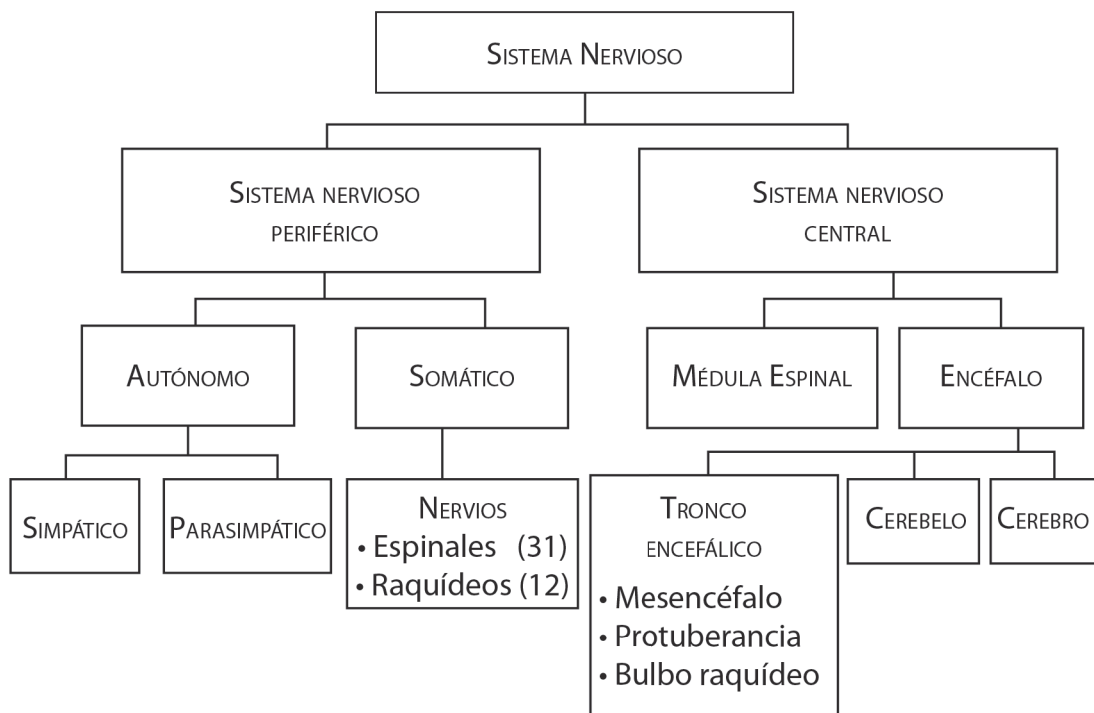 Sistema Nervioso
Sistema nervioso
periférico
Sistema nervioso
central
Autónomo
Somático
Médula Espinal
Encéfalo
Simpático
Parasimpático
Nervios
• Espinales (31)
• Raquídeos (12)
Tronco
encefálico
• Mesencéfalo
• Protuberancia
• Bulbo raquídeo
Cerebelo
Cerebro